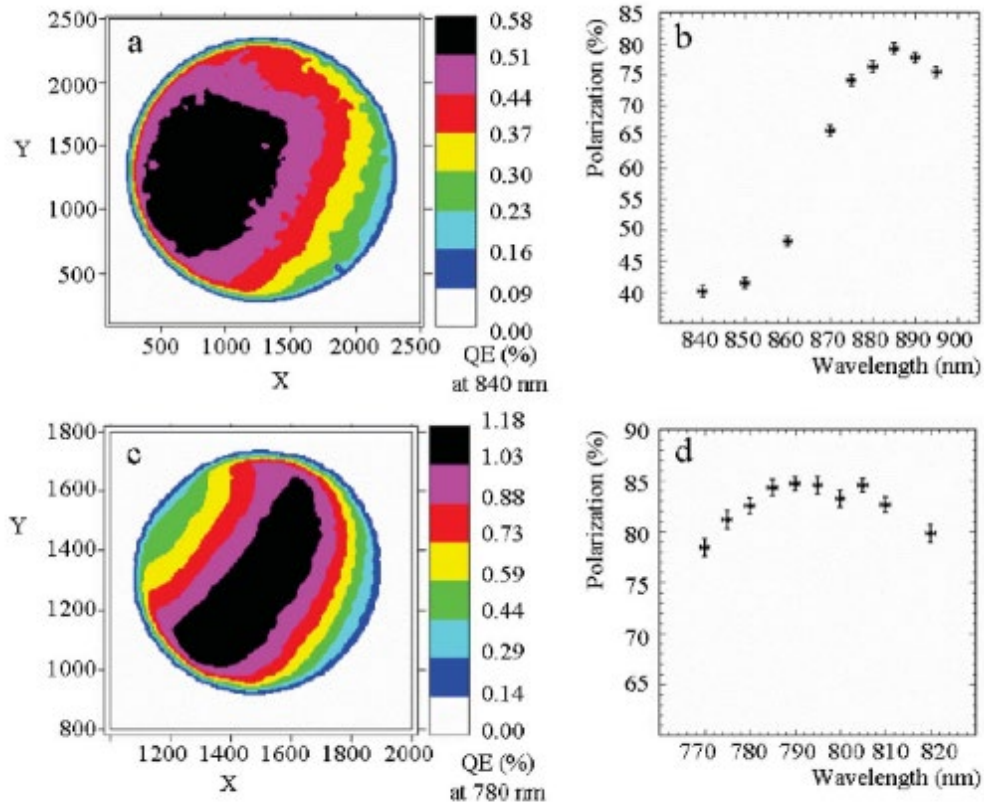 a
Y
2500
2000
1500
1000
500
500 1000 1500 2000 2500
X
0.58
0.51
0.44
0.37
0.30
0.23
0.16
0.09
0.00
QE (%)
at 840 nm
b
Polarization (%)
85
80
75
70
65
60
55
50
45
40
840 850 860 870 880 890 900
Wavelength (nm)
c
Y
1800
1600
1400
1200
1000
800
1200 1400 1600 1800 2000
X
1.18
1.03
0.88
0.73
0.59
0.44
0.29
0.14
0.00
QE (%)
at 780 nm
d
Polarization (%)
90
85
80
75
70
65
770 780 790 800 810 820
Wavelength (nm)